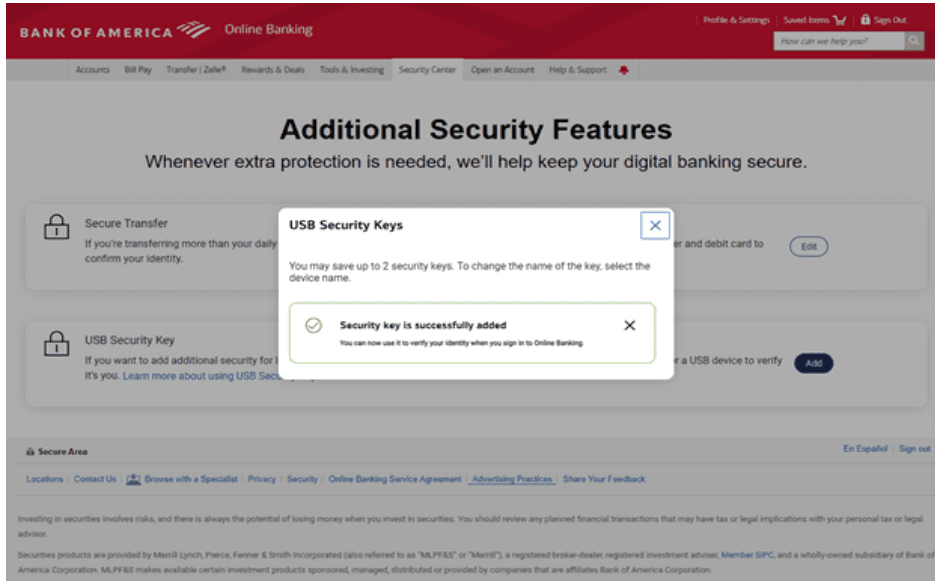 Profile & Settings Saved Items Sign Out
BANK OF AMERICA Online Banking
How can we help you?
Accounts Bill Pay Transfer | Zelle® Rewards & Deals Tools & Investing Security Center Open an Account Help & Support
Additional Security Features
Whenever extra protection is needed, we'll help keep your digital banking secure.
Secure Transfer
If you're transferring more than your daily
er and debit card to
confirm your identity.
Edit
USB Security Keys
You may save up to 2 security keys. To change the name of the key, select the
device name.
Security key is successfully added
You can now use it to verify your identity when you sign in to Online Banking.
USB Security Key
If you want to add additional security for
r a USB device to verify
it's you. Learn more about using USB
Add
Secure Area
En Español Sign out
Locations Contact Us Browse with a Specialist Privacy Security Online Banking Service Agreement Advertising Practices Share Your Feedback
Investing in securities involves risks, and there is always the potential of losing money when you invest in securities. You should review any planned financial transactions that may have tax or legal implications with your personal tax or legal
advisor.
Securities products are provided by Merrill Lynch, Pierce, Fenner & Smith Incorporated (also referred to as "MLPF&S" or "Merrill"), a registered broker-dealer, registered investment adviser, Member SIPC, and a wholly-owned subsidiary of Bank of
America Corporation. MLPF&S makes available certain investment products sponsored, managed, distributed or provided by companies that are affiliates Bank of America Corporation.